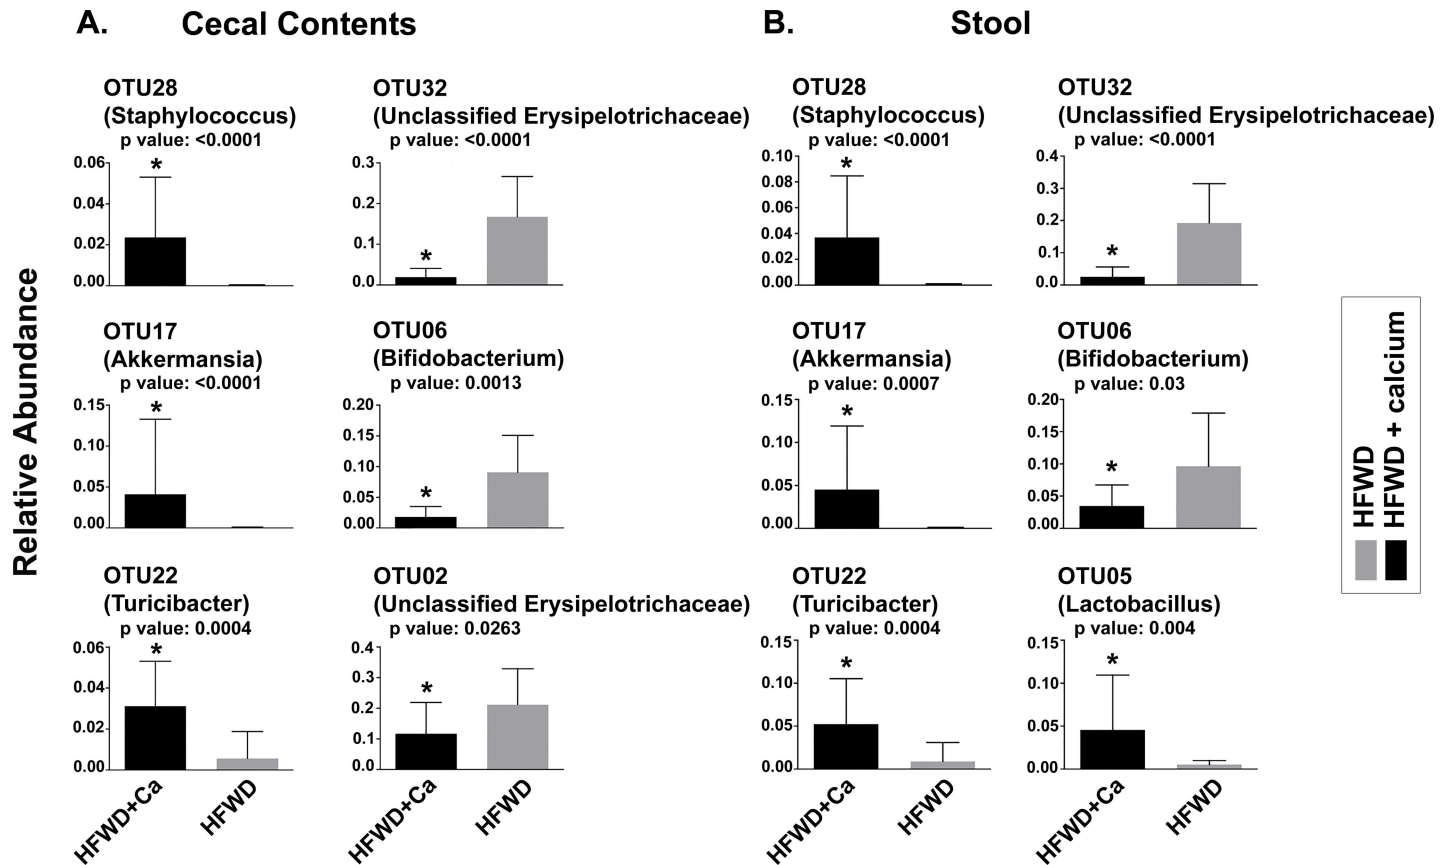 A. Cecal Contents
B. Stool
Relative Abundance
OTU28
(Staphylococcus)
p value: <0.0001
*
0.06
0.04
0.02
0.00
OTU32
(Unclassified Erysipelotrichaceae)
p value: <0.0001
*
0.3
0.2
0.1
0.0
OTU17
(Akkermansia)
p value: <0.0001
*
0.15
0.10
0.05
0.00
OTU06
(Bifidobacterium)
p value: 0.0013
*
0.20
0.15
0.10
0.05
0.00
OTU22
(Turicibacter)
p value: 0.0004
*
0.06
0.04
0.02
0.00
HFWD+Ca
HFWD
OTU02
(Unclassified Erysipelotrichaceae)
p value: 0.0263
*
0.4
0.3
0.2
0.1
0.0
HFWD+Ca
HFWD
OTU28
(Staphylococcus)
p value: <0.0001
*
0.10
0.08
0.06
0.04
0.02
0.00
OTU32
(Unclassified Erysipelotrichaceae)
p value: <0.0001
*
0.4
0.3
0.2
0.1
0.0
OTU17
(Akkermansia)
p value: 0.0007
*
0.15
0.10
0.05
0.00
OTU06
(Bifidobacterium)
p value: 0.03
*
0.20
0.15
0.10
0.05
0.00
OTU22
(Turicibacter)
p value: 0.0004
*
0.15
0.10
0.05
0.00
HFWD+Ca
HFWD
OTU05
(Lactobacillus)
p value: 0.004
*
0.15
0.10
0.05
0.00
HFWD+Ca
HFWD
HFWD
HFWD + calcium